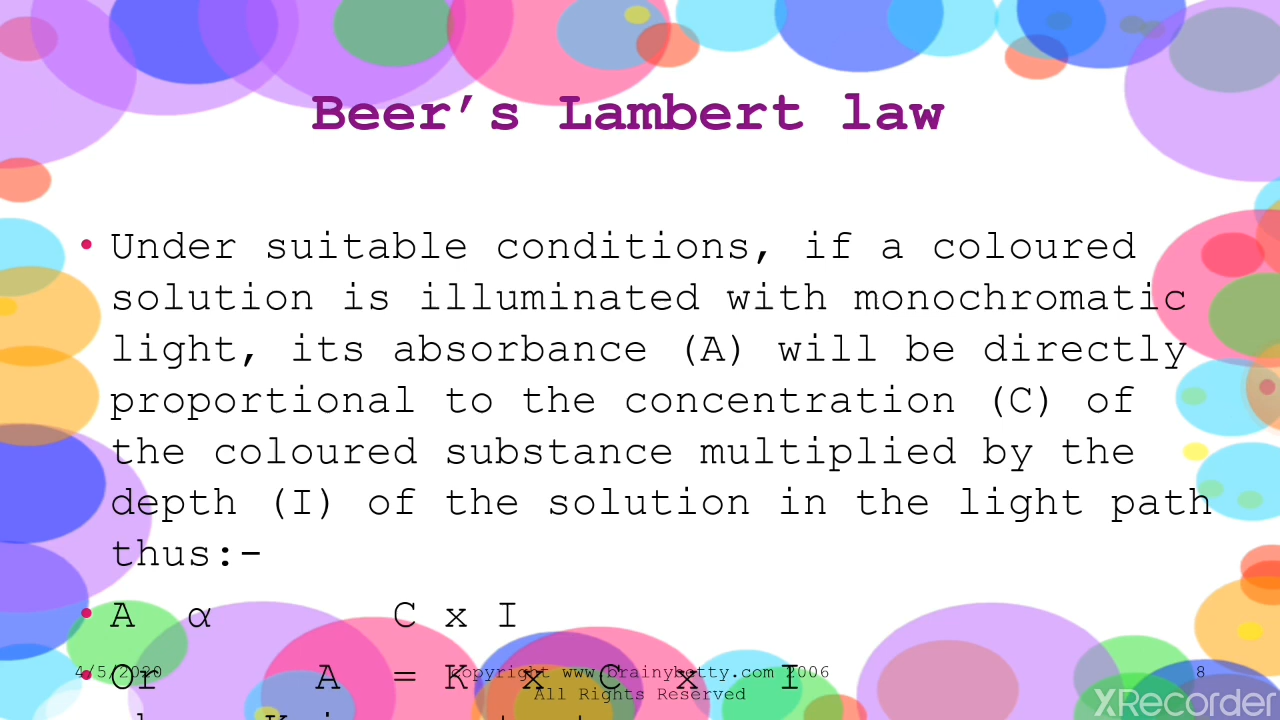 Beer’s Lambert law
• Under suitable conditions, if a coloured
solution is illuminated with monochromatic
light, its absorbance (A) will be directly
proportional to the concentration (C) of
the coloured substance multiplied by the
depth (I) of the solution in the light path
thus:-
• A α C x I
• Or A = K x C x I
4/5/2020 Copyright www.brainybetty.com 2006 8
All Rights Reserved
XRecorder